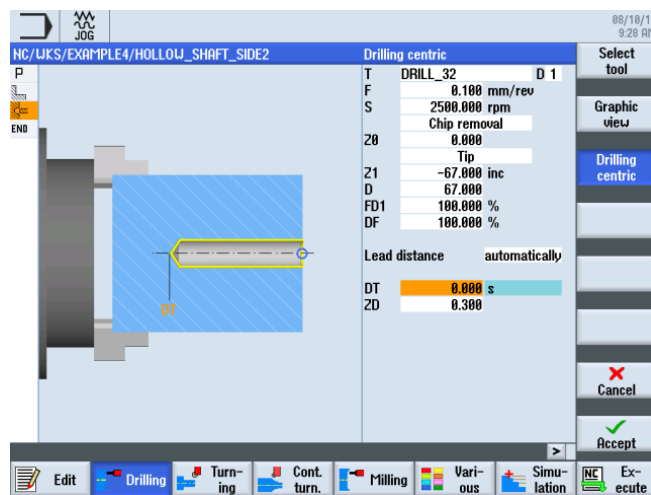 JOG
08/10/1
9:28 AM
NC/WKS/EXAMPLE4/HOLLOW_SHAFT_SIDE2
Drilling centric
Select
tool
P
END
T DRILL_32 D 1
F 0.100 mm/rev
S 2500.000 rpm
Chip removal
Z0 0.000
Tip
Z1 -67.000 inc
D 67.000
FD1 100.000 %
DF 100.000 %
Lead distance automatically
DT 0.000 s
ZD 0.300
DT
Graphic
view
Drilling
centric
Cancel
Accept
>
Edit
Drilling
Turn-
ing
Cont.
turn.
Milling
Vari-
ous
Simu-
lation
NC Ex-
ecute